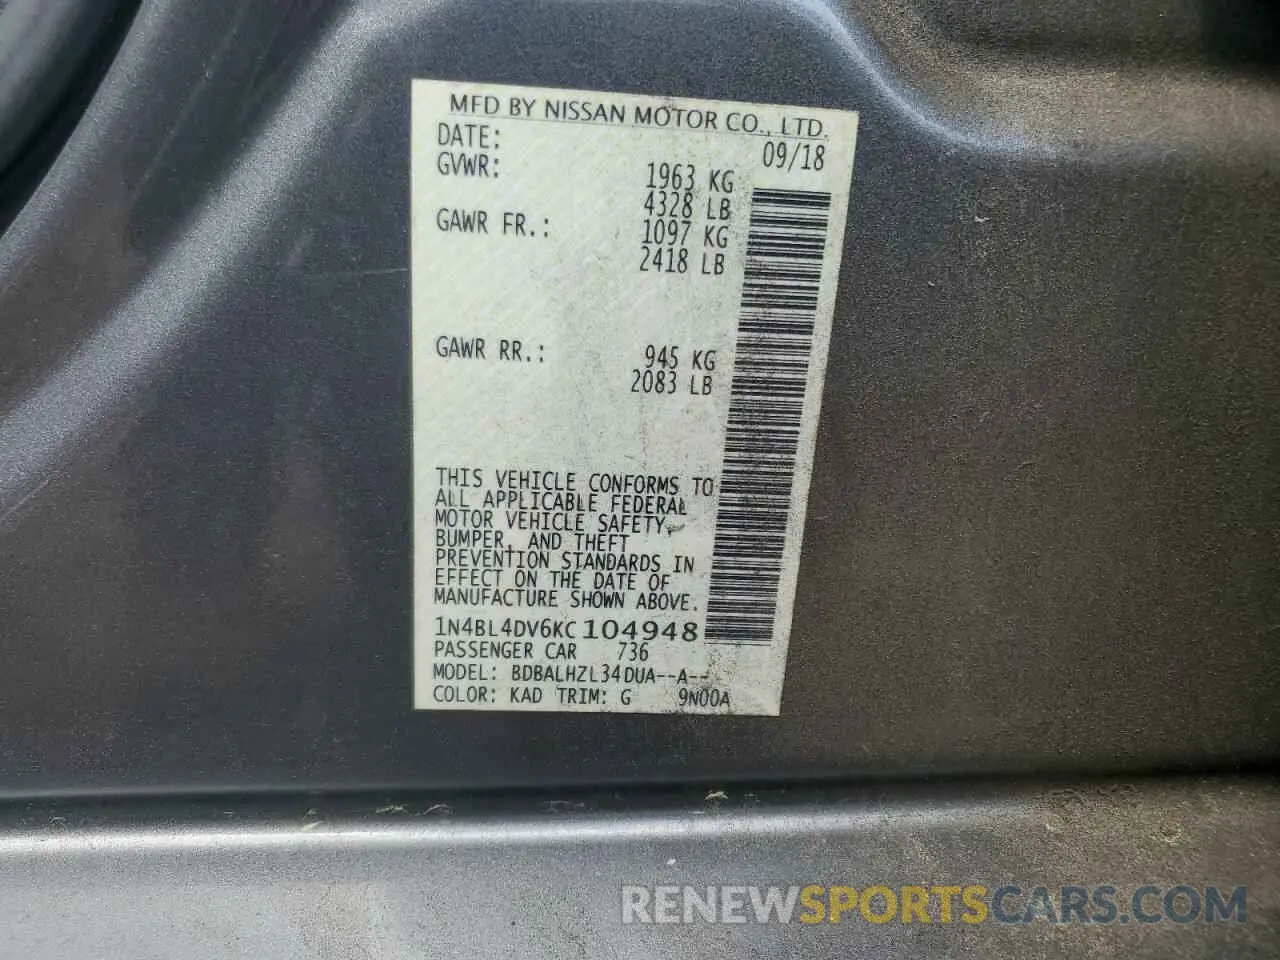 MFD BY NISSAN MOTOR CO., LTD.
DATE: 09/18
GVWR: 1963 KG
4328 LB
GAWR FR.: 1097 KG
2418 LB
GAWR RR.: 945 KG
2083 LB
THIS VEHICLE CONFORMS TO
ALL APPLICABLE FEDERAL
MOTOR VEHICLE SAFETY,
BUMPER, AND THEFT
PREVENTION STANDARDS IN
EFFECT ON THE DATE OF
MANUFACTURE SHOWN ABOVE.
1N4BL4DV6KC104948
PASSENGER CAR 736
MODEL: BDBALHZL34DUA--A--
COLOR: KAD TRIM: G 9N00A
RENEWSPORTSCARS.COM